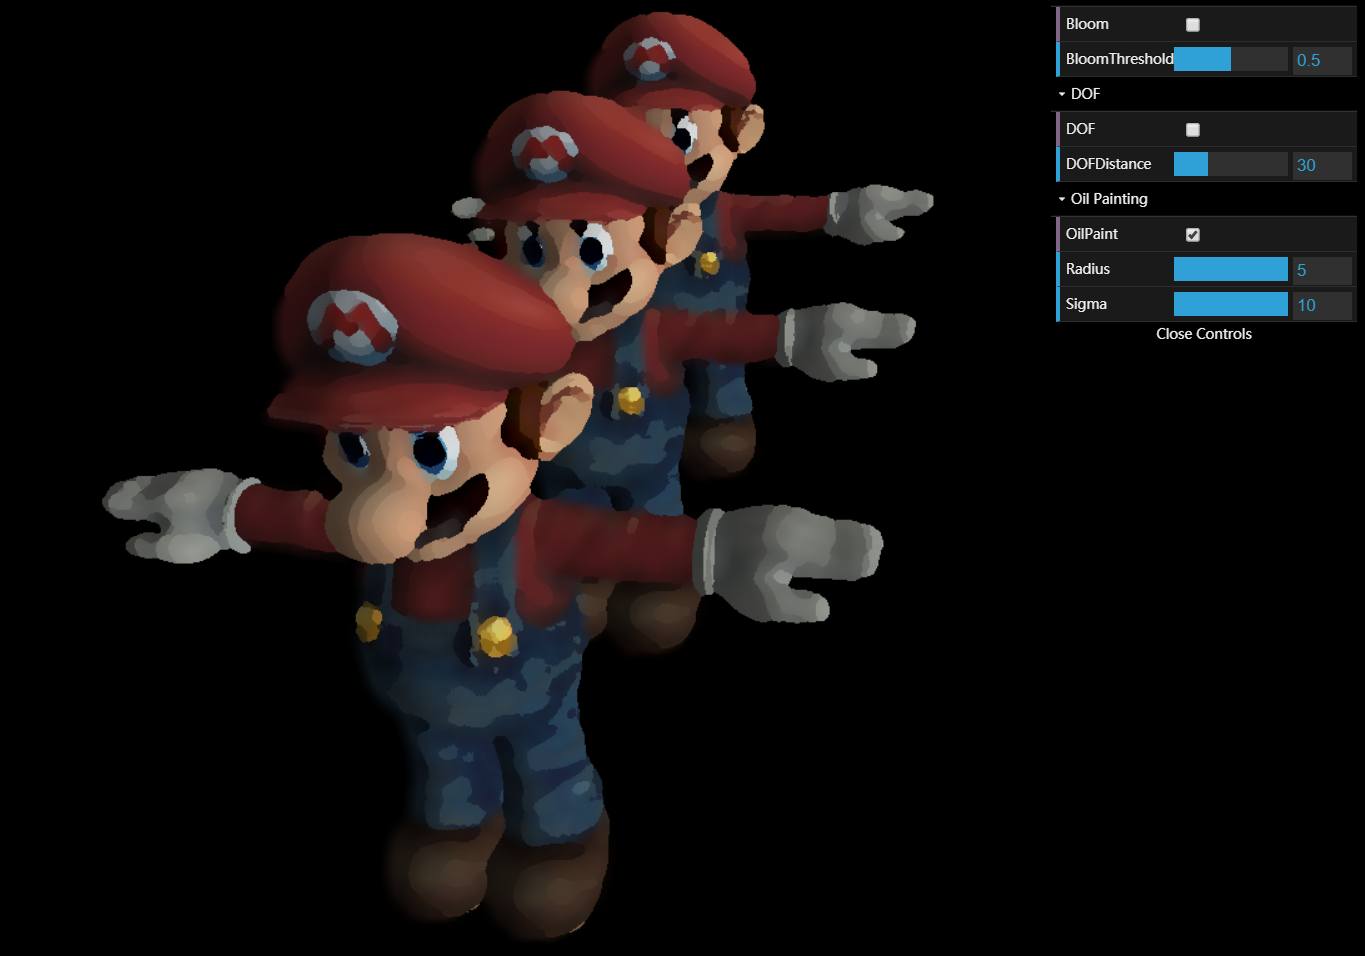 Bloom
BloomThreshold 0.5
DOF
DOF
DOFDistance 30
Oil Painting
OilPaint
Radius 5
Sigma 10
Close Controls
M
M
M